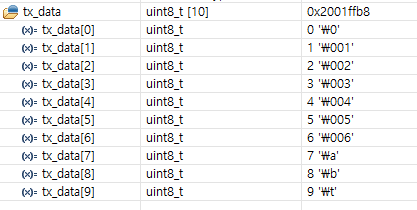 tx_data uint8_t [10] 0x2001ffb8
(x)= tx_data[0] uint8_t 0 '₩0'
(x)= tx_data[1] uint8_t 1 '₩001'
(x)= tx_data[2] uint8_t 2 '₩002'
(x)= tx_data[3] uint8_t 3 '₩003'
(x)= tx_data[4] uint8_t 4 '₩004'
(x)= tx_data[5] uint8_t 5 '₩005'
(x)= tx_data[6] uint8_t 6 '₩006'
(x)= tx_data[7] uint8_t 7 '₩a'
(x)= tx_data[8] uint8_t 8 '₩b'
(x)= tx_data[9] uint8_t 9 '₩t'